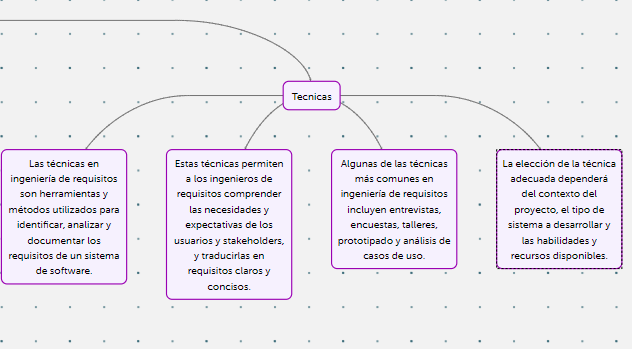 Tecnicas
Las técnicas en
ingeniería de requisitos
son herramientas y
métodos utilizados para
identificar, analizar y
documentar los
requisitos de un sistema
de software.
Estas técnicas permiten
a los ingenieros de
requisitos comprender
las necesidades y
expectativas de los
usuarios y stakeholders,
y traducirlas en
requisitos claros y
concisos.
Algunas de las técnicas
más comunes en
ingeniería de requisitos
incluyen entrevistas,
encuestas, talleres,
prototipado y análisis de
casos de uso.
La elección de la técnica
adecuada dependerá
del contexto del
proyecto, el tipo de
sistema a desarrollar y
las habilidades y
recursos disponibles.